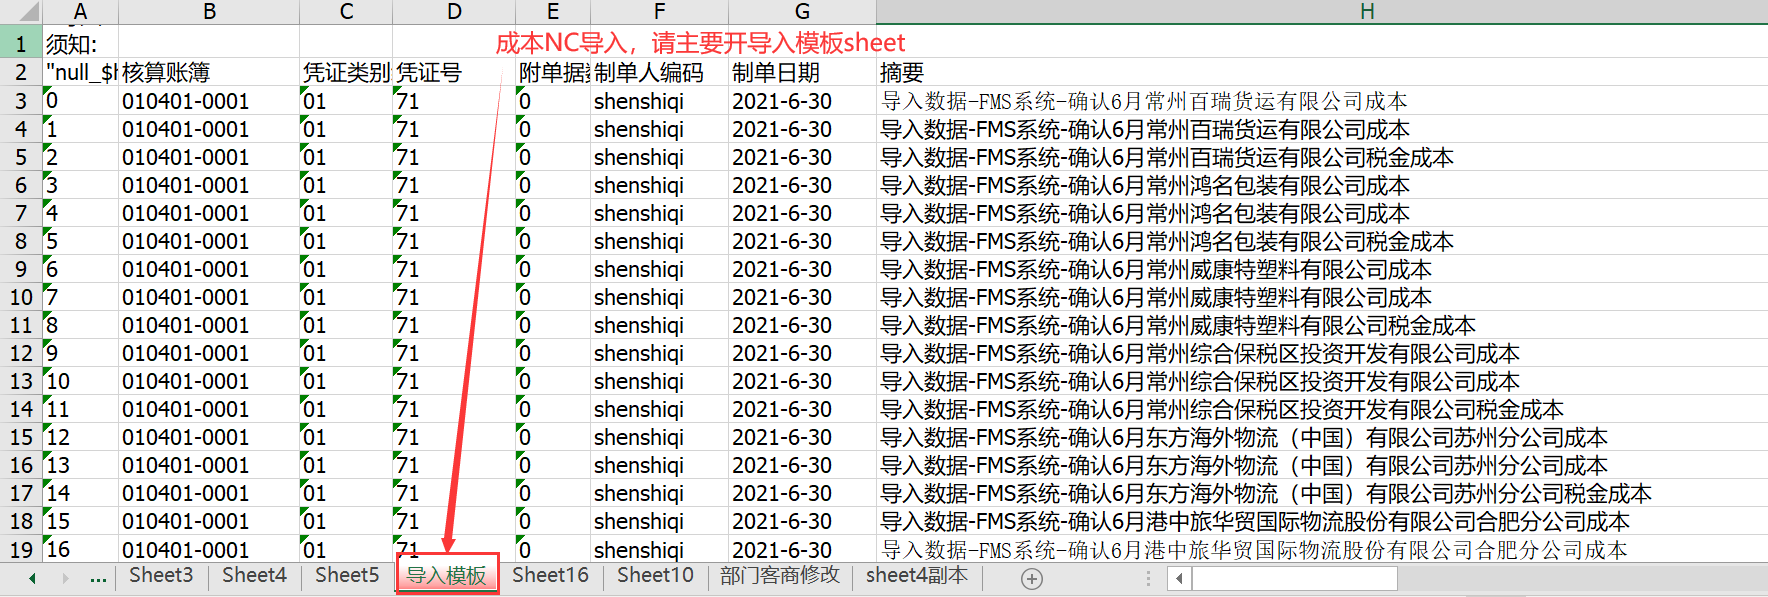 A B C D E F G H
成本NC导入，请主要开导入模板sheet
1 须知:
2 "null_$h 核算账簿 凭证类别 凭证号 附单据 制单人编码 制单日期 摘要
3 0 010401-0001 01 71 0 shenshiqi 2021-6-30 导入数据-FMS系统-确认6月常州百瑞货运有限公司成本
4 1 010401-0001 01 71 0 shenshiqi 2021-6-30 导入数据-FMS系统-确认6月常州百瑞货运有限公司成本
5 2 010401-0001 01 71 0 shenshiqi 2021-6-30 导入数据-FMS系统-确认6月常州百瑞货运有限公司税金成本
6 3 010401-0001 01 71 0 shenshiqi 2021-6-30 导入数据-FMS系统-确认6月常州鸿名包装有限公司成本
7 4 010401-0001 01 71 0 shenshiqi 2021-6-30 导入数据-FMS系统-确认6月常州鸿名包装有限公司成本
8 5 010401-0001 01 71 0 shenshiqi 2021-6-30 导入数据-FMS系统-确认6月常州鸿名包装有限公司税金成本
9 6 010401-0001 01 71 0 shenshiqi 2021-6-30 导入数据-FMS系统-确认6月常州威康特塑料有限公司成本
10 7 010401-0001 01 71 0 shenshiqi 2021-6-30 导入数据-FMS系统-确认6月常州威康特塑料有限公司成本
11 8 010401-0001 01 71 0 shenshiqi 2021-6-30 导入数据-FMS系统-确认6月常州威康特塑料有限公司税金成本
12 9 010401-0001 01 71 0 shenshiqi 2021-6-30 导入数据-FMS系统-确认6月常州综合保税区投资开发有限公司成本
13 10 010401-0001 01 71 0 shenshiqi 2021-6-30 导入数据-FMS系统-确认6月常州综合保税区投资开发有限公司成本
14 11 010401-0001 01 71 0 shenshiqi 2021-6-30 导入数据-FMS系统-确认6月常州综合保税区投资开发有限公司税金成本
15 12 010401-0001 01 71 0 shenshiqi 2021-6-30 导入数据-FMS系统-确认6月东方海外物流（中国）有限公司苏州分公司成本
16 13 010401-0001 01 71 0 shenshiqi 2021-6-30 导入数据-FMS系统-确认6月东方海外物流（中国）有限公司苏州分公司成本
17 14 010401-0001 01 71 0 shenshiqi 2021-6-30 导入数据-FMS系统-确认6月东方海外物流（中国）有限公司苏州分公司税金成本
18 15 010401-0001 01 71 0 shenshiqi 2021-6-30 导入数据-FMS系统-确认6月港中旅华贸国际物流股份有限公司合肥分公司成本
19 16 010401-0001 01 71 0 shenshiqi 2021-6-30 导入数据-FMS系统-确认6月港中旅华贸国际物流股份有限公司合肥分公司成本
... Sheet3 Sheet4 Sheet5 导入模板 Sheet16 Sheet10 部门客商修改 sheet4副本